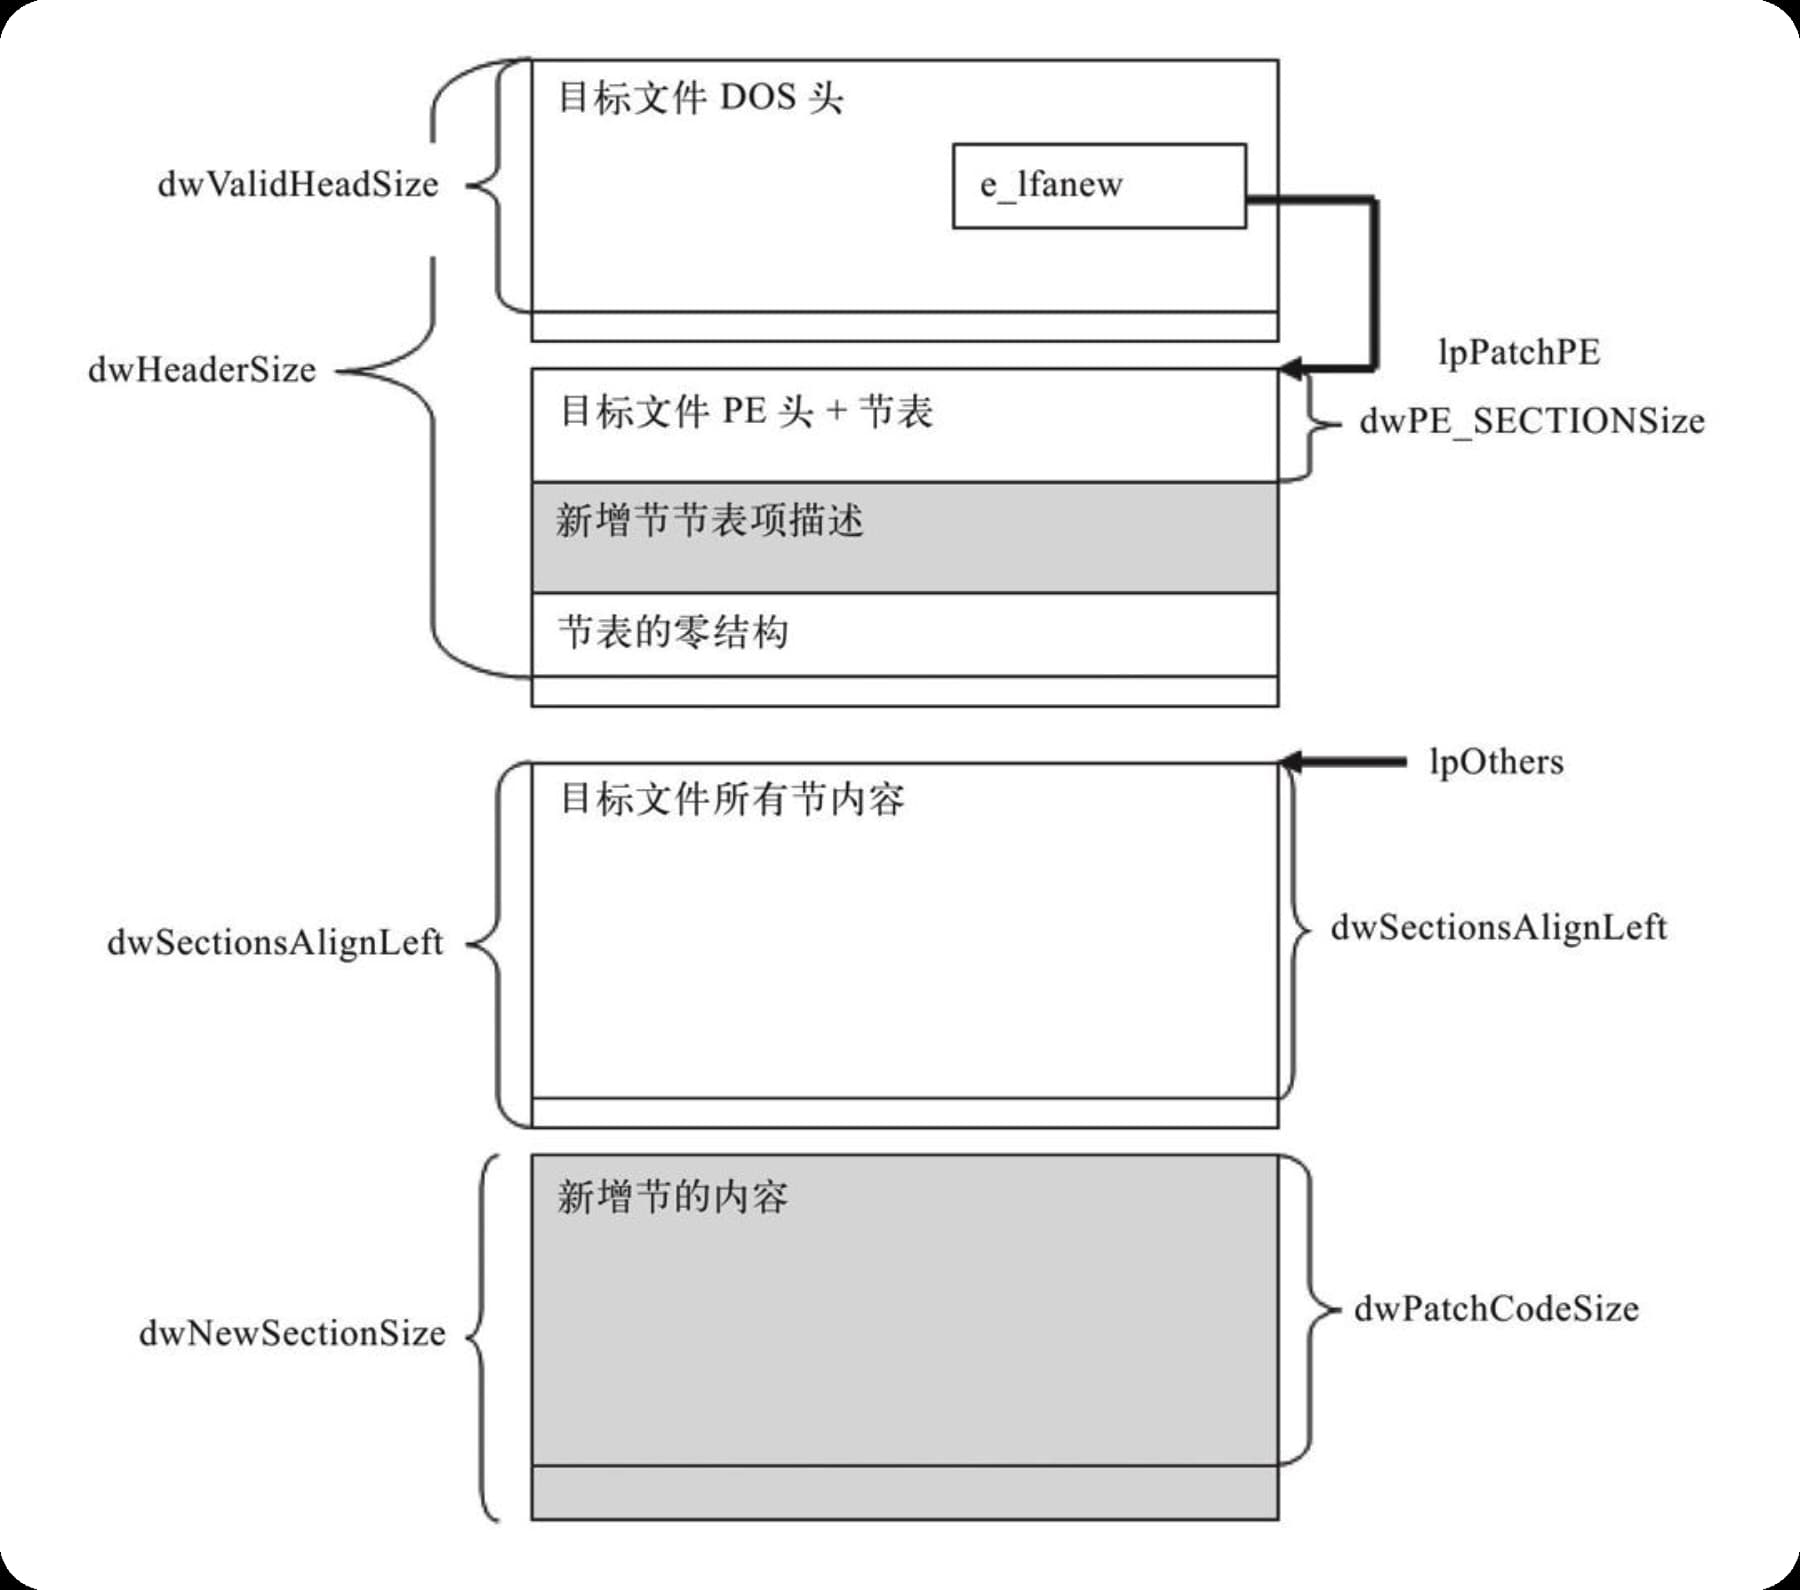 目标文件 DOS 头
e_lfanew
dwValidHeadSize
lpPatchPE
dwHeaderSize
目标文件 PE 头 + 节表
dwPE_SECTIONSize
新增节节表项描述
节表的零结构
lpOthers
目标文件所有节内容
dwSectionsAlignLeft
dwSectionsAlignLeft
新增节的内容
dwNewSectionSize
dwPatchCodeSize